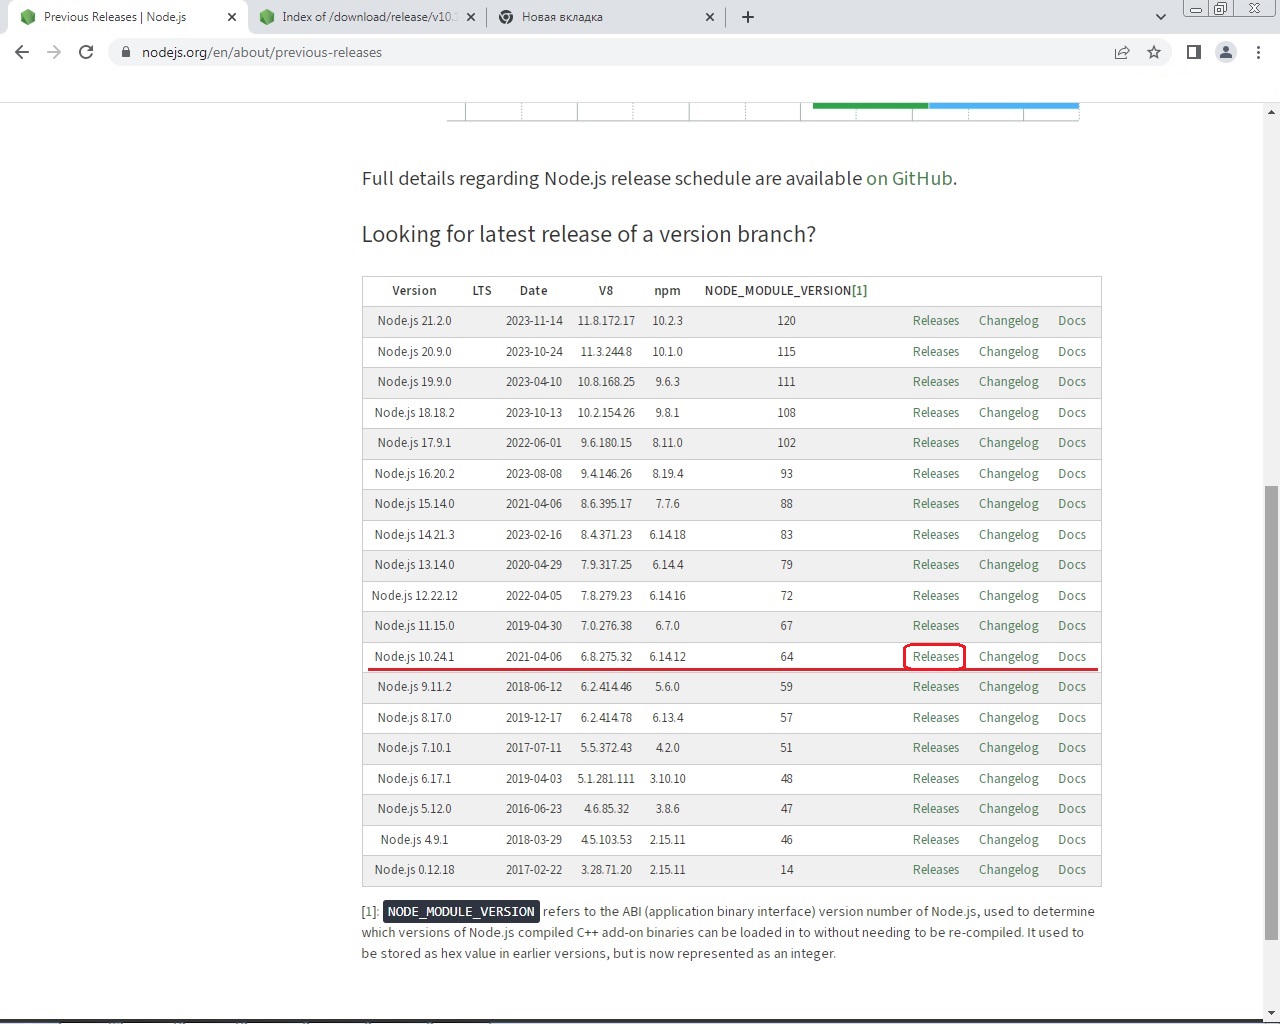 Previous Releases | Node.js
Index of /download/release/v10.
Новая вкладка
nodejs.org/en/about/previous-releases
Full details regarding Node.js release schedule are available on GitHub.
Looking for latest release of a version branch?
Version LTS Date V8 npm NODE_MODULE_VERSION[1]
Node.js 21.2.0 2023-11-14 11.8.172.17 10.2.3 120 Releases Changelog Docs
Node.js 20.9.0 2023-10-24 11.3.244.8 10.1.0 115 Releases Changelog Docs
Node.js 19.9.0 2023-04-10 10.8.168.25 9.6.3 111 Releases Changelog Docs
Node.js 18.18.2 2023-10-13 10.2.154.26 9.8.1 108 Releases Changelog Docs
Node.js 17.9.1 2022-06-01 9.6.180.15 8.11.0 102 Releases Changelog Docs
Node.js 16.20.2 2023-08-08 9.4.146.26 8.19.4 93 Releases Changelog Docs
Node.js 15.14.0 2021-04-06 8.6.395.17 7.7.6 88 Releases Changelog Docs
Node.js 14.21.3 2023-02-16 8.4.371.23 6.14.18 83 Releases Changelog Docs
Node.js 13.14.0 2020-04-29 7.9.317.25 6.14.4 79 Releases Changelog Docs
Node.js 12.22.12 2022-04-05 7.8.279.23 6.14.16 72 Releases Changelog Docs
Node.js 11.15.0 2019-04-30 7.0.276.38 6.7.0 67 Releases Changelog Docs
Node.js 10.24.1 2021-04-06 6.8.275.32 6.14.12 64 Releases Changelog Docs
Node.js 9.11.2 2018-06-12 6.2.414.46 5.6.0 59 Releases Changelog Docs
Node.js 8.17.0 2019-12-17 6.2.414.78 6.13.4 57 Releases Changelog Docs
Node.js 7.10.1 2017-07-11 5.5.372.43 4.2.0 51 Releases Changelog Docs
Node.js 6.17.1 2019-04-03 5.1.281.111 3.10.10 48 Releases Changelog Docs
Node.js 5.12.0 2016-06-23 4.6.85.32 3.8.6 47 Releases Changelog Docs
Node.js 4.9.1 2018-03-29 4.5.103.53 2.15.11 46 Releases Changelog Docs
Node.js 0.12.18 2017-02-22 3.28.71.20 2.15.11 14 Releases Changelog Docs
[1]: NODE_MODULE_VERSION refers to the ABI (application binary interface) version number of Node.js, used to determine
which versions of Node.js compiled C++ add-on binaries can be loaded in to without needing to be re-compiled. It used to
be stored as hex value in earlier versions, but is now represented as an integer.